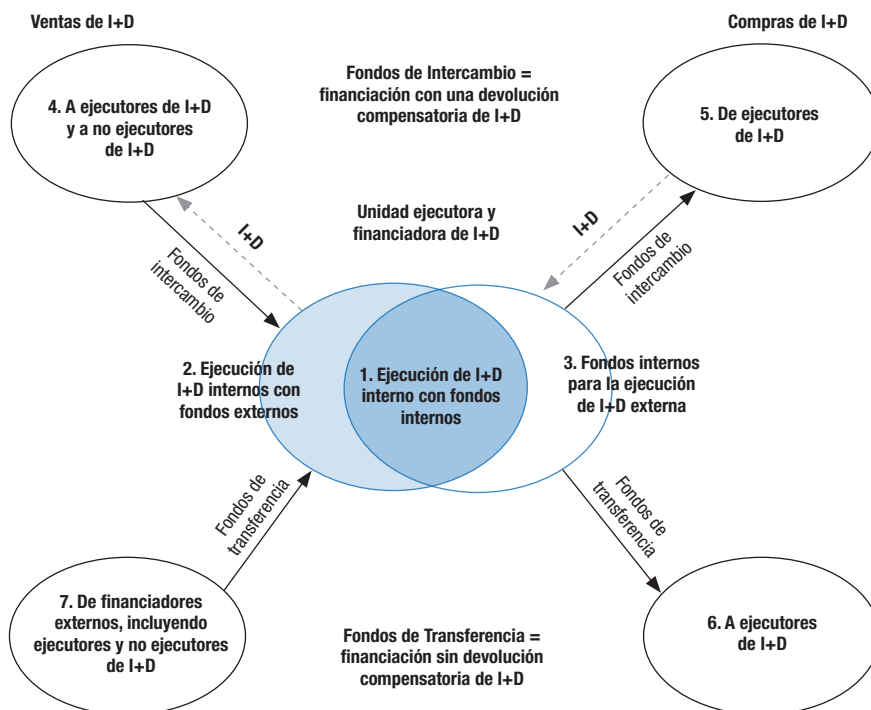 Ventas de I+D
Compras de I+D
4. A ejecutores de I+D
y a no ejecutores
de I+D
Fondos de Intercambio =
financiación con una devolución
compensatoria de I+D
5. De ejecutores
de I+D
I+D
Fondos de
intercambio
Unidad ejecutora y
financiadora de I+D
I+D
Fondos de
intercambio
2. Ejecución de
I+D internos con
fondos externos
1. Ejecución de I+D
interno con fondos
internos
3. Fondos internos
para la ejecución
de I+D externa
Fondos de
transferencia
Fondos de
transferencia
7. De financiadores
externos, incluyendo
ejecutores y no ejecutores
de I+D
Fondos de Transferencia =
financiación sin devolución
compensatoria de I+D
6. A ejecutores
de I+D